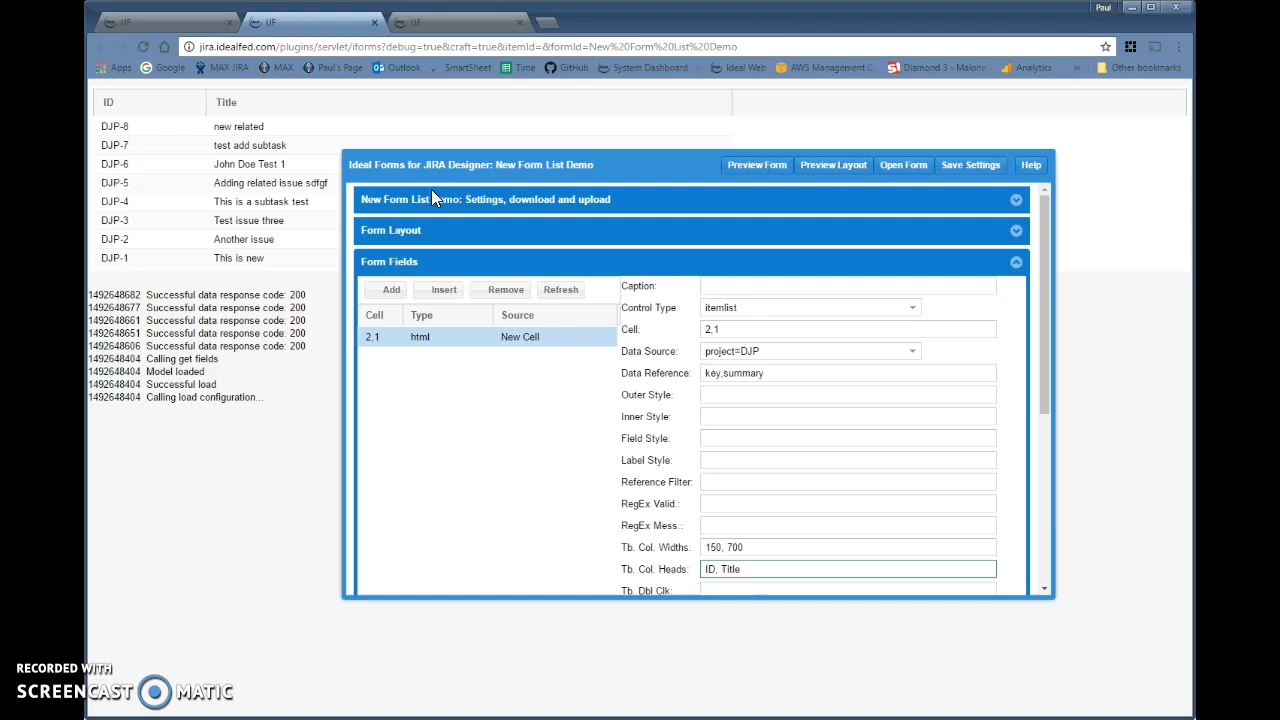 Paul
IJF
IJF
IJF
jira.idealfed.com/plugins/servlet/iforms?debug=true&craft=true&itemId=&formId=New%20Form%20List%20Demo
Apps Google MAX JIRA MAX Paul's Page Outlook SmartSheet Time GitHub System Dashboard Ideal Web AWS Management C Diamond 3 - Malone Analytics » Other bookmarks
ID Title
DJP-8 new related
DJP-7 test add subtask
DJP-6 John Doe Test 1
DJP-5 Adding related issue sdfgf
DJP-4 This is a subtask test
DJP-3 Test issue three
DJP-2 Another issue
DJP-1 This is new
1492648682 Successful data response code: 200
1492648677 Successful data response code: 200
1492648661 Successful data response code: 200
1492648651 Successful data response code: 200
1492648606 Successful data response code: 200
1492648404 Calling get fields
1492648404 Model loaded
1492648404 Successful load
1492648404 Calling load configuration...
Ideal Forms for JIRA Designer: New Form List Demo
Preview Form Preview Layout Open Form Save Settings Help
New Form List Demo: Settings, download and upload
Form Layout
Form Fields
Add Insert Remove Refresh
Cell Type Source
2,1 html New Cell
Caption:
Control Type: itemlist
Cell: 2,1
Data Source: project=DJP
Data Reference: key,summary
Outer Style:
Inner Style:
Field Style:
Label Style:
Reference Filter:
RegEx Valid.:
RegEx Mess.:
Tb. Col. Widths: 150, 700
Tb. Col. Heads: ID, Title
Tb. Dbl Clk:
RECORDED WITH
SCREENCAST MATIC